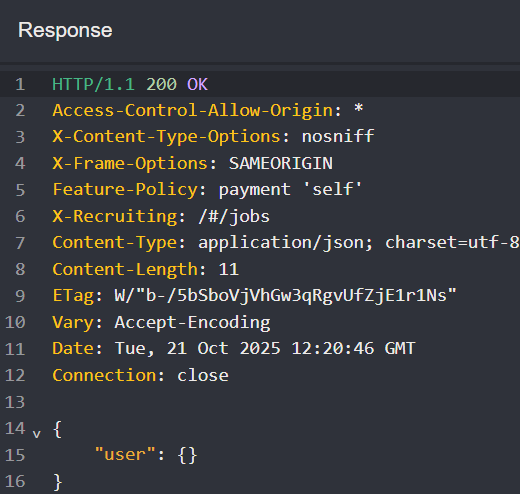 Response
1 HTTP/1.1 200 OK
2 Access-Control-Allow-Origin: *
3 X-Content-Type-Options: nosniff
4 X-Frame-Options: SAMEORIGIN
5 Feature-Policy: payment 'self'
6 X-Recruiting: /#/jobs
7 Content-Type: application/json; charset=utf-8
8 Content-Length: 11
9 ETag: W/"b-/5bSboVjVhGw3qRgvUfZjE1r1Ns"
10 Vary: Accept-Encoding
11 Date: Tue, 21 Oct 2025 12:20:46 GMT
12 Connection: close
13
14 {
15 "user": {}
16 }